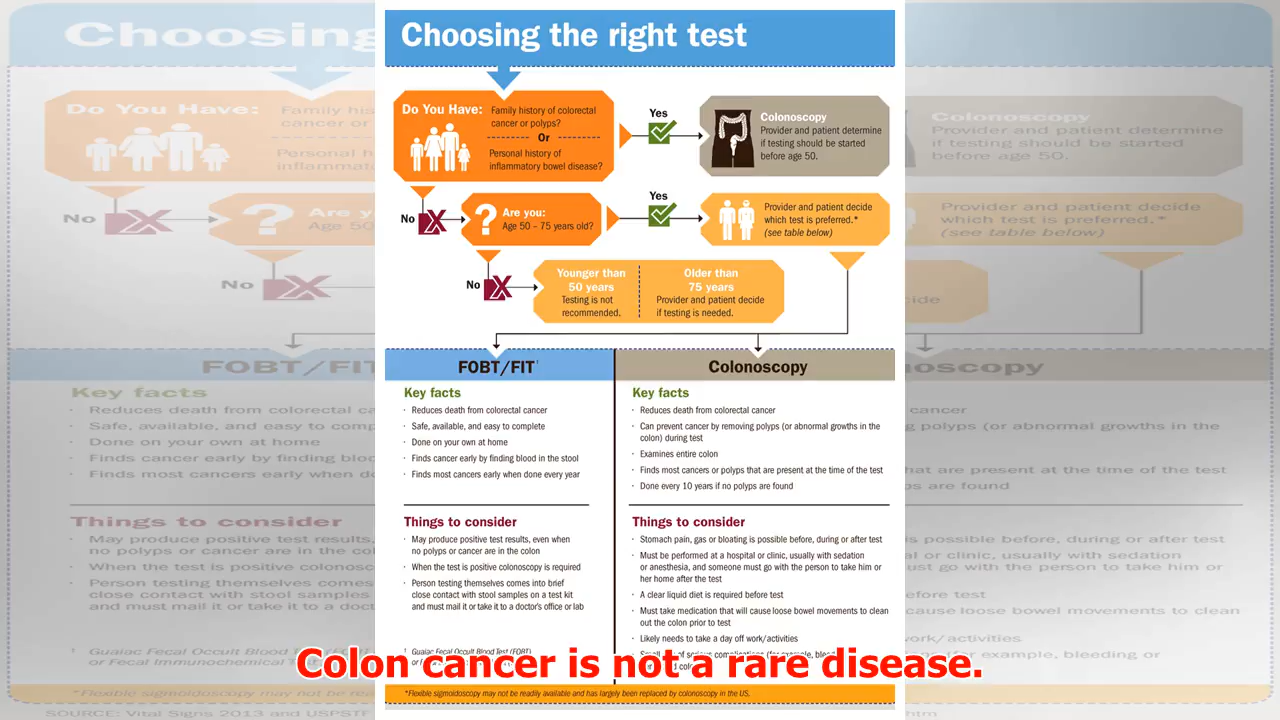 Choosing the right test
Do You Have:
Family history of colorectal
cancer or polyps?
Or
Personal history of
inflammatory bowel disease?
Yes
Colonoscopy
Provider and patient determine
if testing should be started
before age 50.
No
Are you:
Age 50 – 75 years old?
Yes
Provider and patient decide
which test is preferred.*
(see table below)
No
Younger than
50 years
Testing is not
recommended.
Older than
75 years
Provider and patient decide
if testing is needed.
FOBT/FIT†
Key facts
· Reduces death from colorectal cancer
· Safe, available, and easy to complete
· Done on your own at home
· Finds cancer early by finding blood in the stool
· Finds most cancers early when done every year
Things to consider
· May produce positive test results, even when
no polyps or cancer are in the colon
· When the test is positive colonoscopy is required
· Person testing themselves comes into brief
close contact with stool samples on a test kit
and must mail it or take it to a doctor's office or lab
† Guaiac Fecal Occult Blood Test (FOBT)
Colonoscopy
Key facts
· Reduces death from colorectal cancer
· Can prevent cancer by removing polyps (or abnormal growths in the
colon) during test
· Examines entire colon
· Finds most cancers or polyps that are present at the time of the test
· Done every 10 years if no polyps are found
Things to consider
· Stomach pain, gas or bloating is possible before, during or after test
· Must be performed at a hospital or clinic, usually with sedation
or anesthesia, and someone must go with the person to take him or
her home after the test
· A clear liquid diet is required before test
· Must take medication that will cause loose bowel movements to clean
out the colon prior to test
· Likely needs to take a day off work/activities
Colon cancer is not a rare disease.
*Flexible sigmoidoscopy may not be readily available and has largely been replaced by colonoscopy in the US.
SOURCE: Vital Signs 2013 and USPSTF